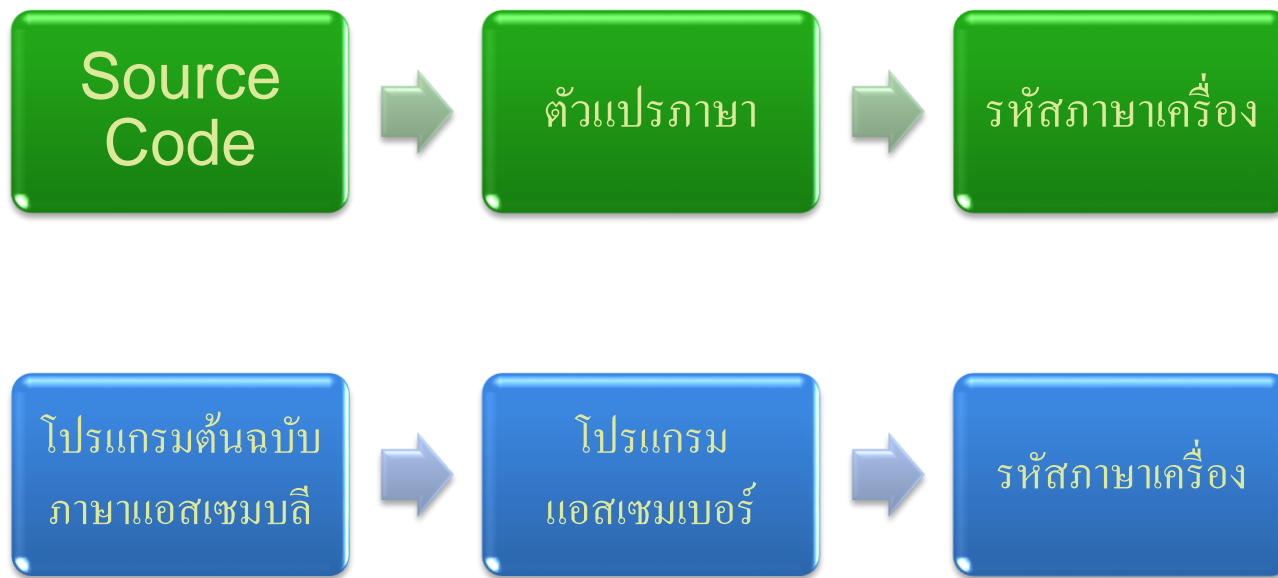 Source
Code
ตัวแปรภาษา
รหัสภาษาเครื่อง
โปรแกรมต้นฉบับ
ภาษาแอสเซมบลี
โปรแกรม
แอสเซมเบอร์
รหัสภาษาเครื่อง